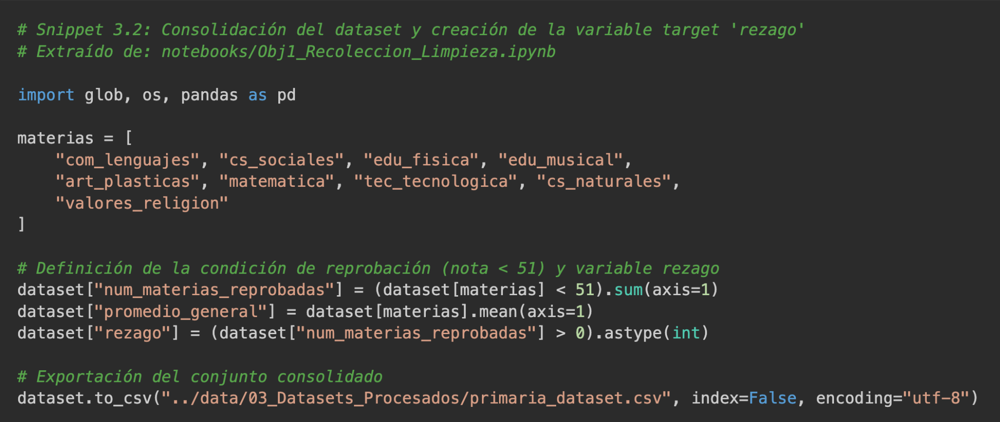 # Snippet 3.2: Consolidación del dataset y creación de la variable target 'rezago'
# Extraído de: notebooks/Obj1_Recoleccion_Limpieza.ipynb
import glob, os, pandas as pd
materias = [
    "com_lenguajes", "cs_sociales", "edu_fisica", "edu_musical",
    "art_plasticas", "matematica", "tec_tecnologica", "cs_naturales",
    "valores_religion"
]
# Definición de la condición de reprobación (nota < 51) y variable rezago
dataset["num_materias_reprobadas"] = (dataset[materias] < 51).sum(axis=1)
dataset["promedio_general"] = dataset[materias].mean(axis=1)
dataset["rezago"] = (dataset["num_materias_reprobadas"] > 0).astype(int)
# Exportación del conjunto consolidado
dataset.to_csv("../data/03_Datasets_Procesados/primaria_dataset.csv", index=False, encoding="utf-8")